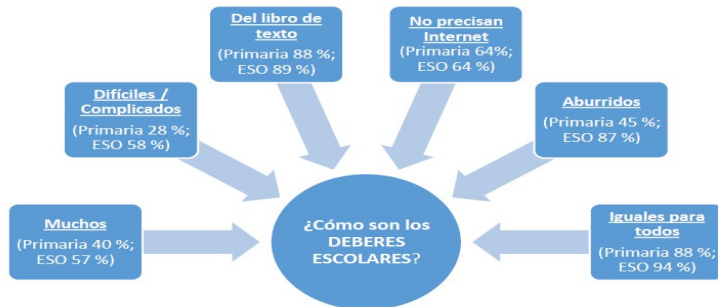 Del libro de
texto
(Primaria 88 %;
ESO 89 %)
No precisan
Internet
(Primaria 64%;
ESO 64 %)
Difíciles /
Complicados
(Primaria 28 %;
ESO 58 %)
Aburridos
(Primaria 45 %;
ESO 87 %)
Muchos
(Primaria 40 %;
ESO 57 %)
¿Cómo son los
DEBERES
ESCOLARES?
Iguales para
todos
(Primaria 88 %;
ESO 94 %)